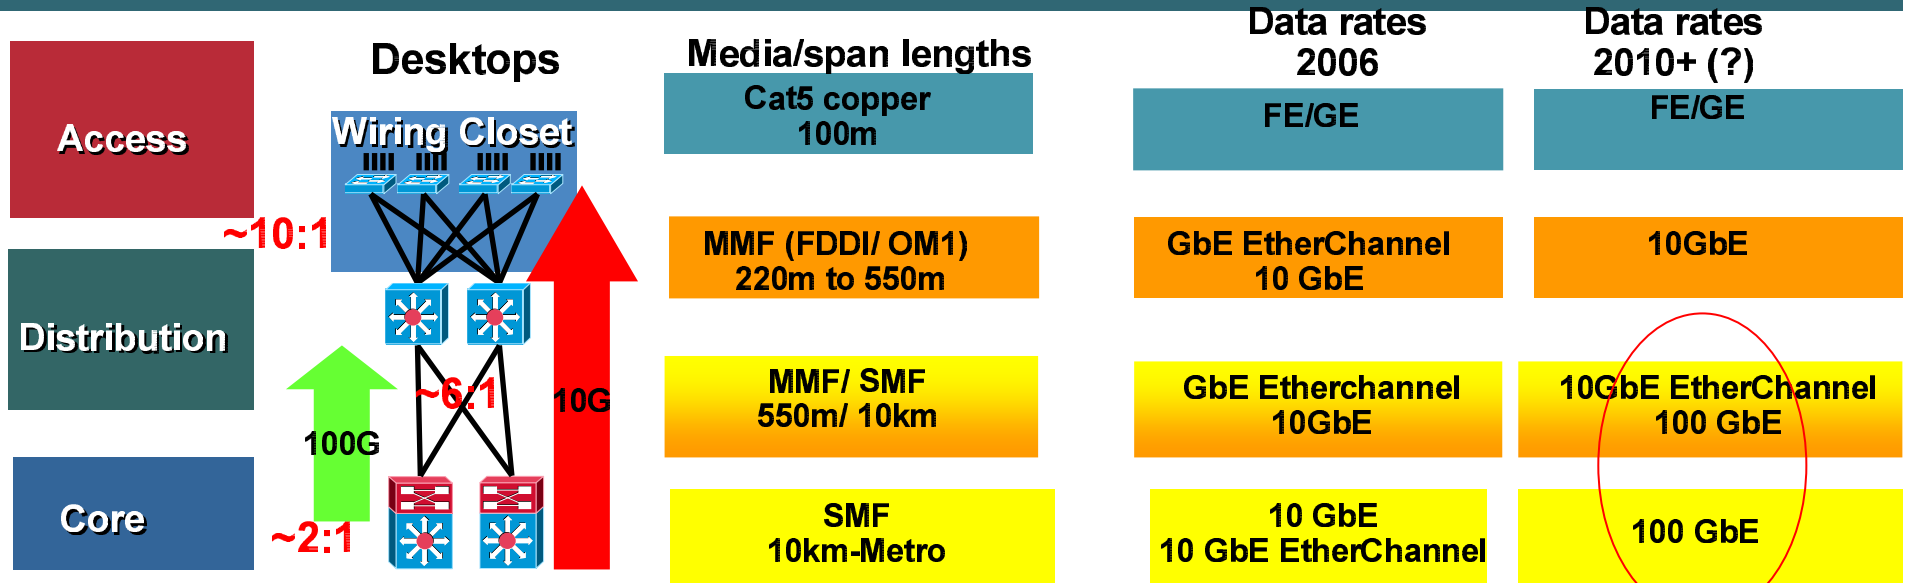 Data rates
2006
Data rates
2010+ (?)
Desktops
Media/span lengths
Access
Wiring Closet
Cat5 copper
100m
FE/GE
FE/GE
~10:1
MMF (FDDI/ OM1)
220m to 550m
GbE EtherChannel
10 GbE
10GbE
Distribution
~6:1
10G
100G
MMF/ SMF
550m/ 10km
GbE Etherchannel
10GbE
10GbE EtherChannel
100 GbE
Core
~2:1
SMF
10km-Metro
10 GbE
10 GbE EtherChannel
100 GbE